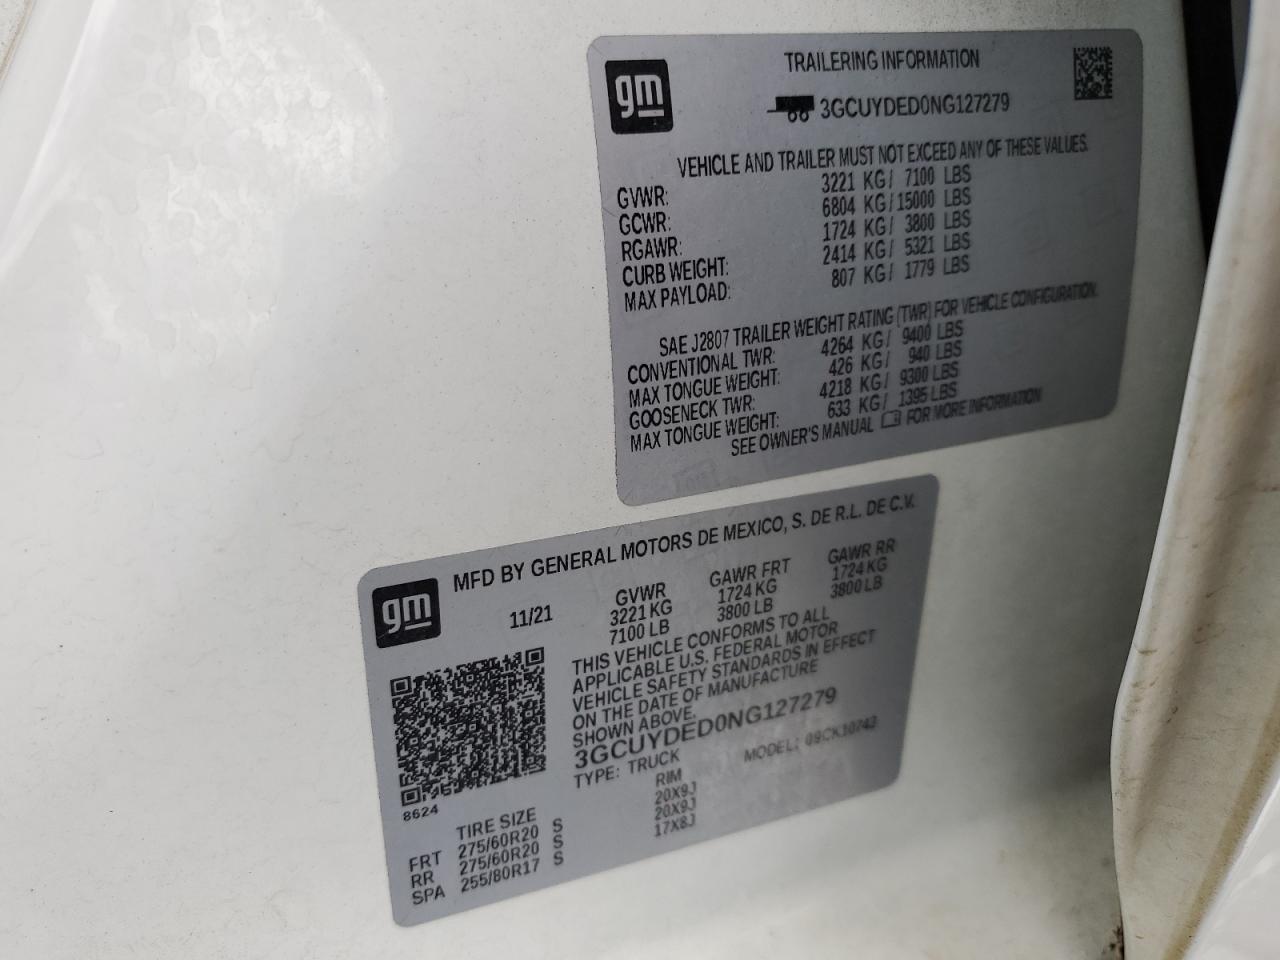 gm
TRAILERING INFORMATION
3GCUYDED0NG127279
VEHICLE AND TRAILER MUST NOT EXCEED ANY OF THESE VALUES.
GVWR: 3221 KG/ 7100 LBS
GCWR: 6804 KG/ 15000 LBS
RGAWR: 1724 KG/ 3800 LBS
CURB WEIGHT: 2414 KG/ 5321 LBS
MAX PAYLOAD: 807 KG/ 1779 LBS
SAE J2807 TRAILER WEIGHT RATING (TWR) FOR VEHICLE CONFIGURATION.
CONVENTIONAL TWR: 4264 KG/ 9400 LBS
MAX TONGUE WEIGHT: 426 KG/ 940 LBS
GOOSENECK TWR: 4218 KG/ 9300 LBS
MAX TONGUE WEIGHT: 633 KG/ 1395 LBS
SEE OWNER'S MANUAL FOR MORE INFORMATION
gm
MFD BY GENERAL MOTORS DE MEXICO, S. DE R.L. DE C.V.
11/21 GVWR GAWR FRT GAWR RR
3221 KG 1724 KG 1724 KG
7100 LB 3800 LB 3800 LB
THIS VEHICLE CONFORMS TO ALL
APPLICABLE U.S. FEDERAL MOTOR
VEHICLE SAFETY STANDARDS IN EFFECT
ON THE DATE OF MANUFACTURE
SHOWN ABOVE.
3GCUYDED0NG127279
TYPE: TRUCK MODEL: 09CK10743
8624
TIRE SIZE RIM
FRT 275/60R20 S 20X9J
RR 275/60R20 S 20X9J
SPA 255/80R17 S 17X8J